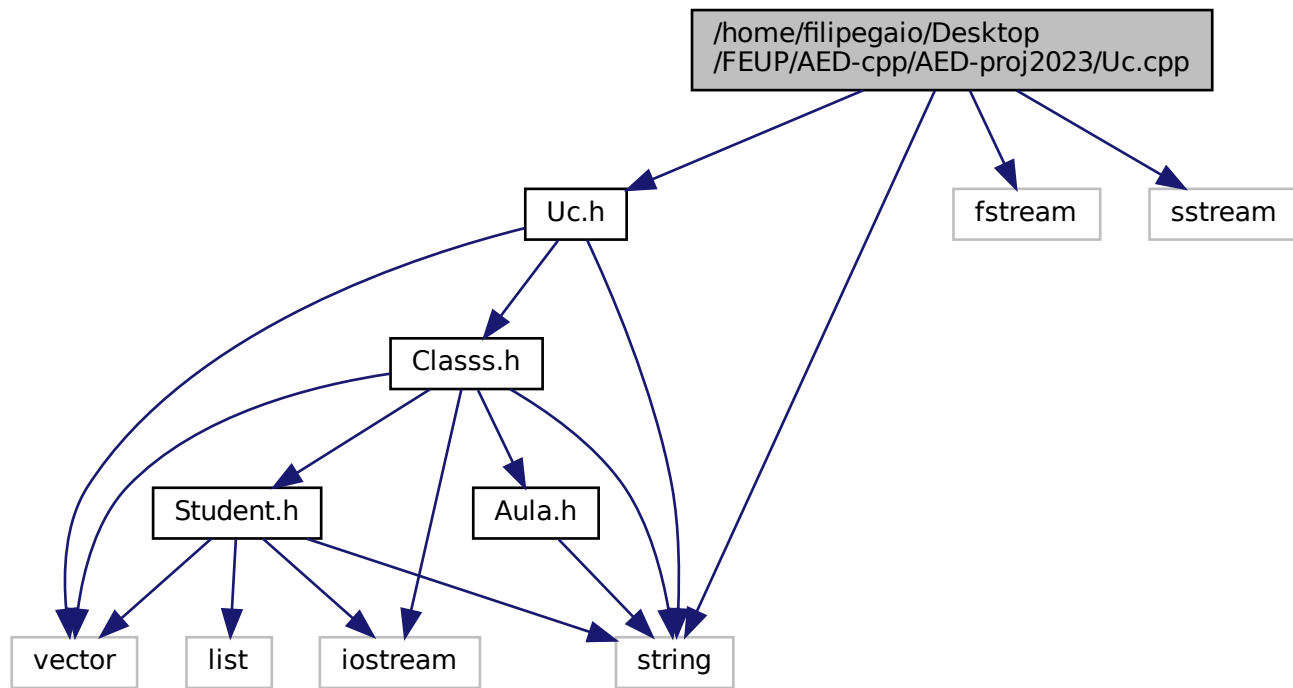 /home/filipegaio/Desktop
/FEUP/AED-cpp/AED-proj2023/Uc.cpp
Uc.h
fstream
sstream
Classs.h
Student.h
Aula.h
vector
list
iostream
string